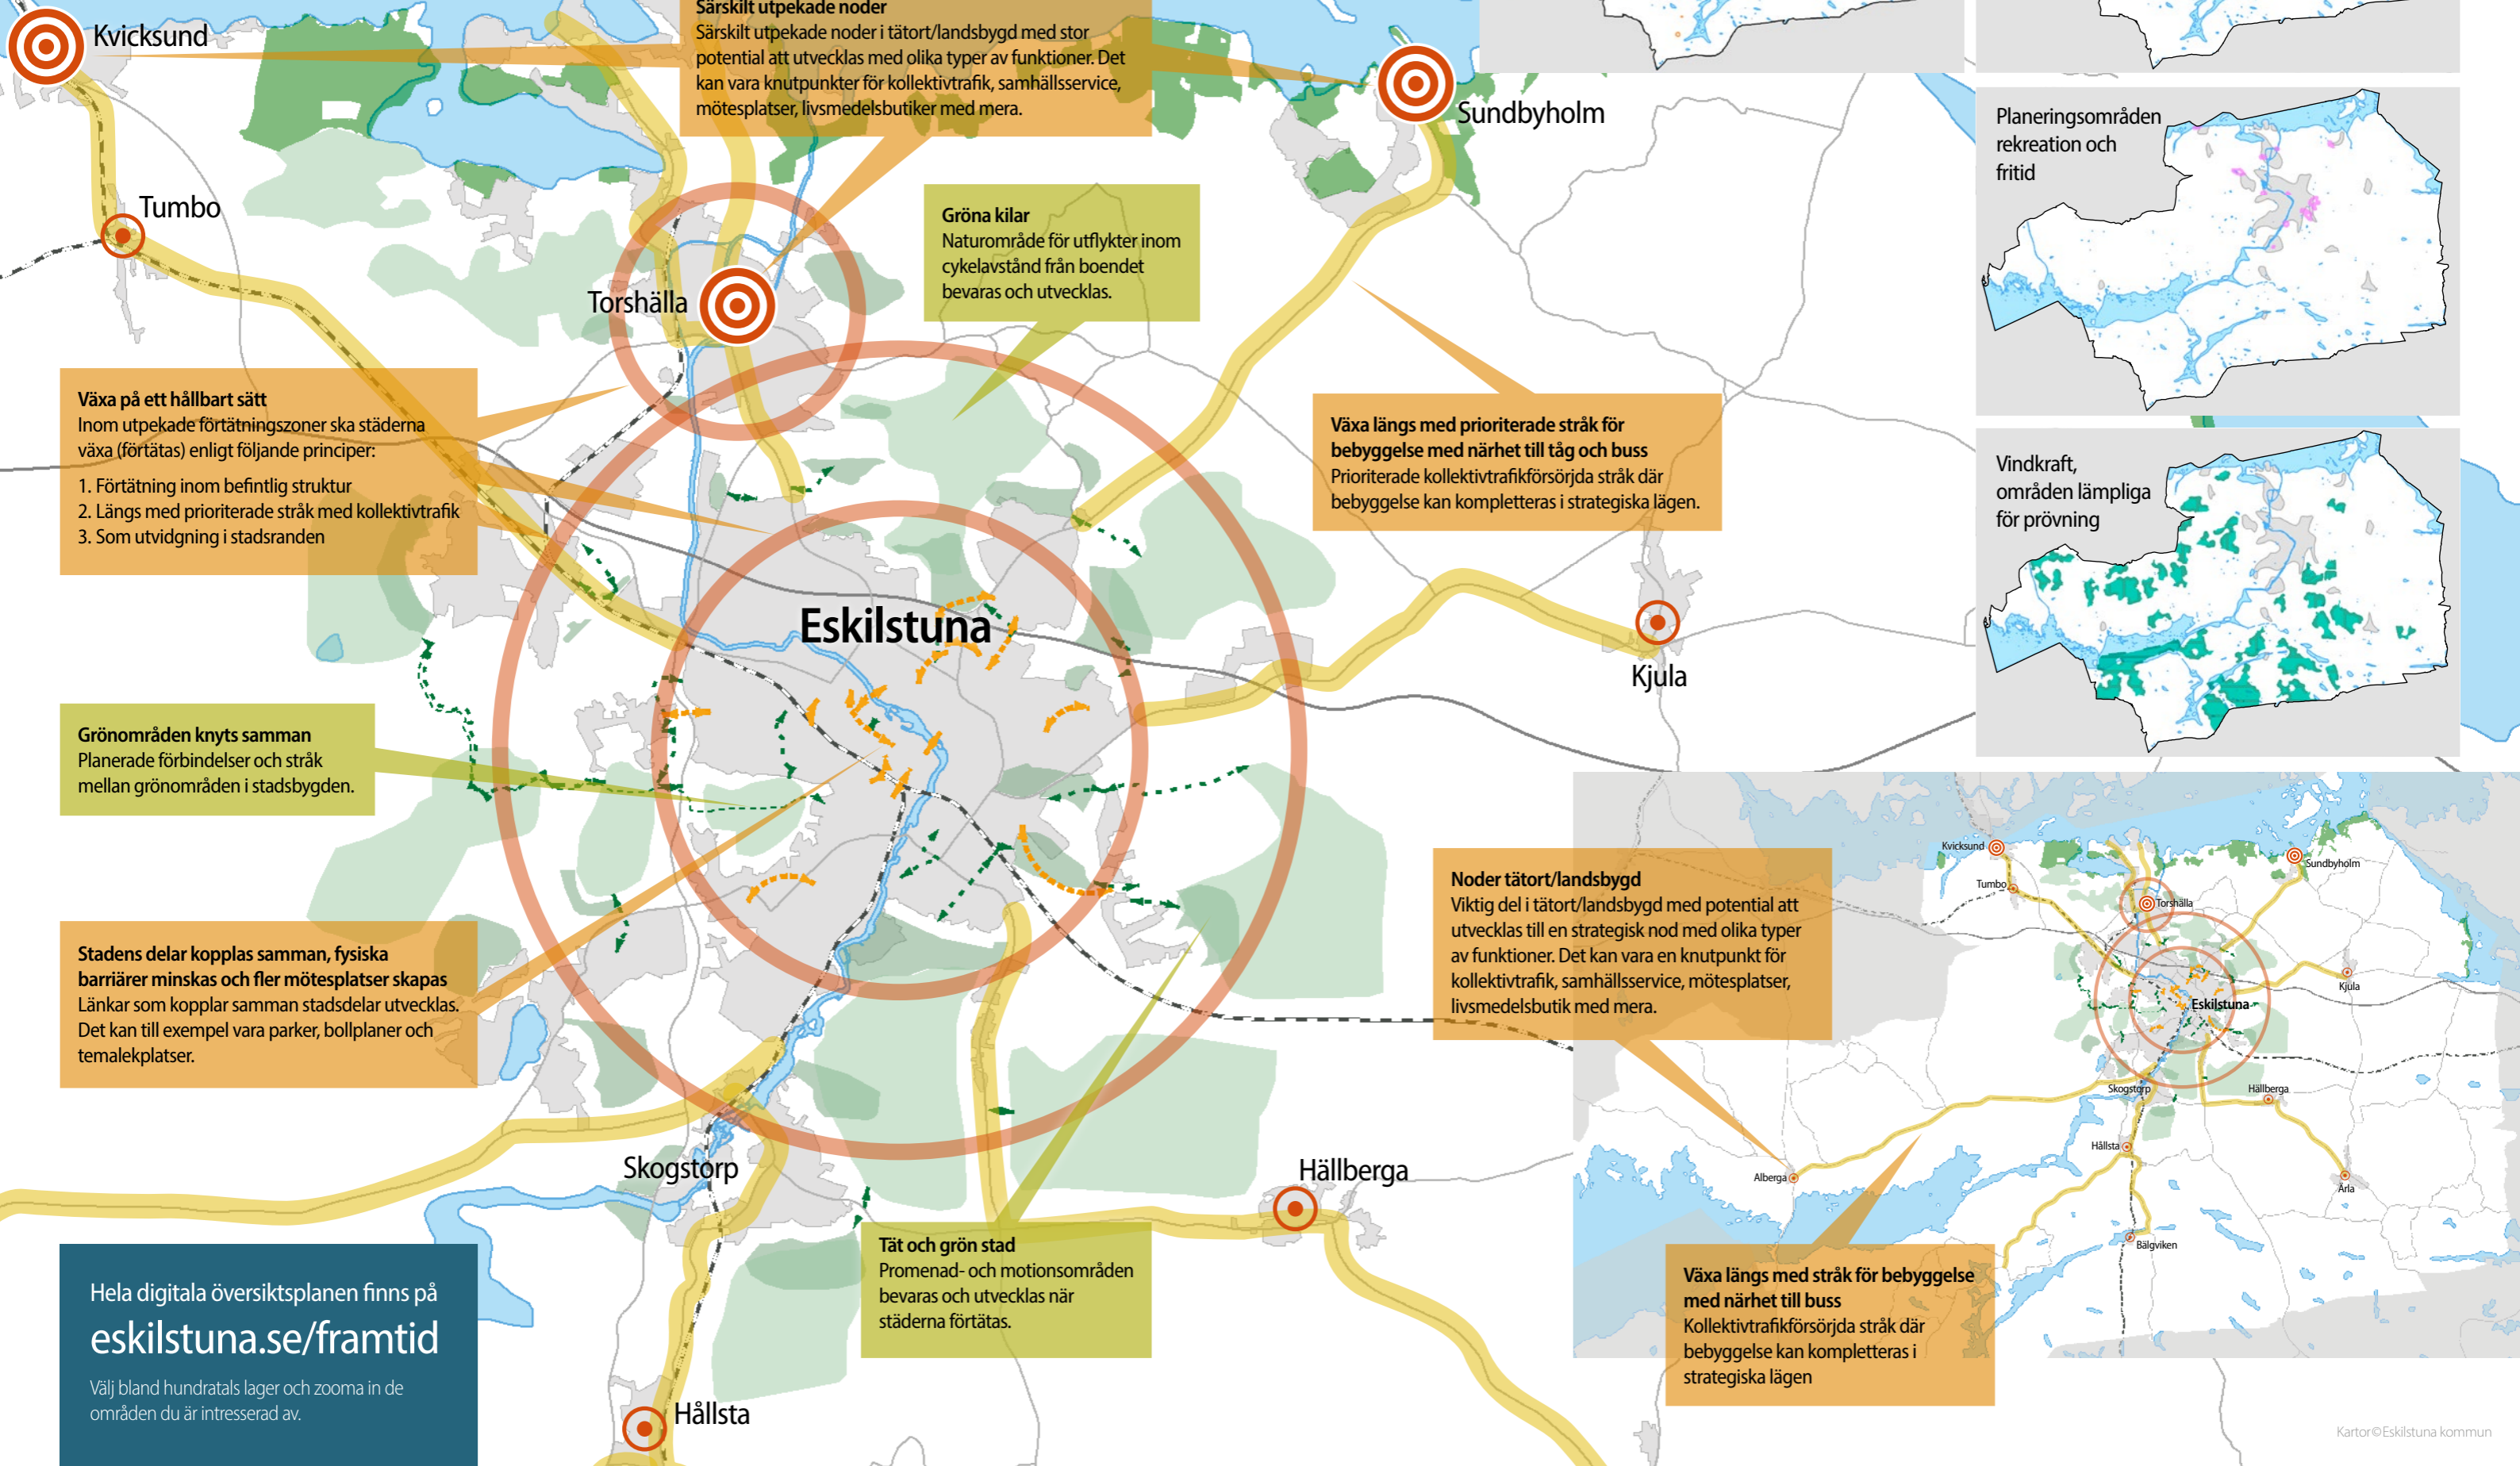 Särskilt utpekade noder
Särskilt utpekade noder i tätort/landsbygd med stor
potential att utvecklas med olika typer av funktioner. Det
kan vara knutpunkter för kollektivtrafik, samhällsservice,
mötesplatser, livsmedelsbutiker med mera.
Kvicksund
Sundbyholm
Tumbo
Torshälla
Gröna kilar
Naturområde för utflykter inom
cykelavstånd från boendet
bevaras och utvecklas.
Planeringsområden
rekreation och
fritid
Växa på ett hållbart sätt
Inom utpekade förtätningszoner ska städerna
växa (förtätas) enligt följande principer:
1. Förtätning inom befintlig struktur
2. Längs med prioriterade stråk med kollektivtrafik
3. Som utvidgning i stadsranden
Växa längs med prioriterade stråk för
bebyggelse med närhet till tåg och buss
Prioriterade kollektivtrafikförsörjda stråk där
bebyggelse kan kompletteras i strategiska lägen.
Vindkraft,
områden lämpliga
för prövning
Eskilstuna
Kjula
Grönområden knyts samman
Planerade förbindelser och stråk
mellan grönområden i stadsbygden.
Stadens delar kopplas samman, fysiska
barriärer minskas och fler mötesplatser skapas
Länkar som kopplar samman stadsdelar utvecklas.
Det kan till exempel vara parker, bollplaner och
temalekplatser.
Noder tätort/landsbygd
Viktig del i tätort/landsbygd med potential att
utvecklas till en strategisk nod med olika typer
av funktioner. Det kan vara en knutpunkt för
kollektivtrafik, samhällsservice, mötesplatser,
livsmedelsbutik med mera.
Kvicksund
Sundbyholm
Tumbo
Torshälla
Kjula
Eskilstuna
Skogstorp
Hällberga
Hållsta
Alberga
Ärla
Bälgviken
Skogstorp
Hällberga
Tät och grön stad
Promenad- och motionsområden
bevaras och utvecklas när
städerna förtätas.
Växa längs med stråk för bebyggelse
med närhet till buss
Kollektivtrafikförsörjda stråk där
bebyggelse kan kompletteras i
strategiska lägen
Hela digitala översiktsplanen finns på
eskilstuna.se/framtid
Välj bland hundratals lager och zooma in de
områden du är intresserad av.
Hållsta
Kartor©Eskilstuna kommun